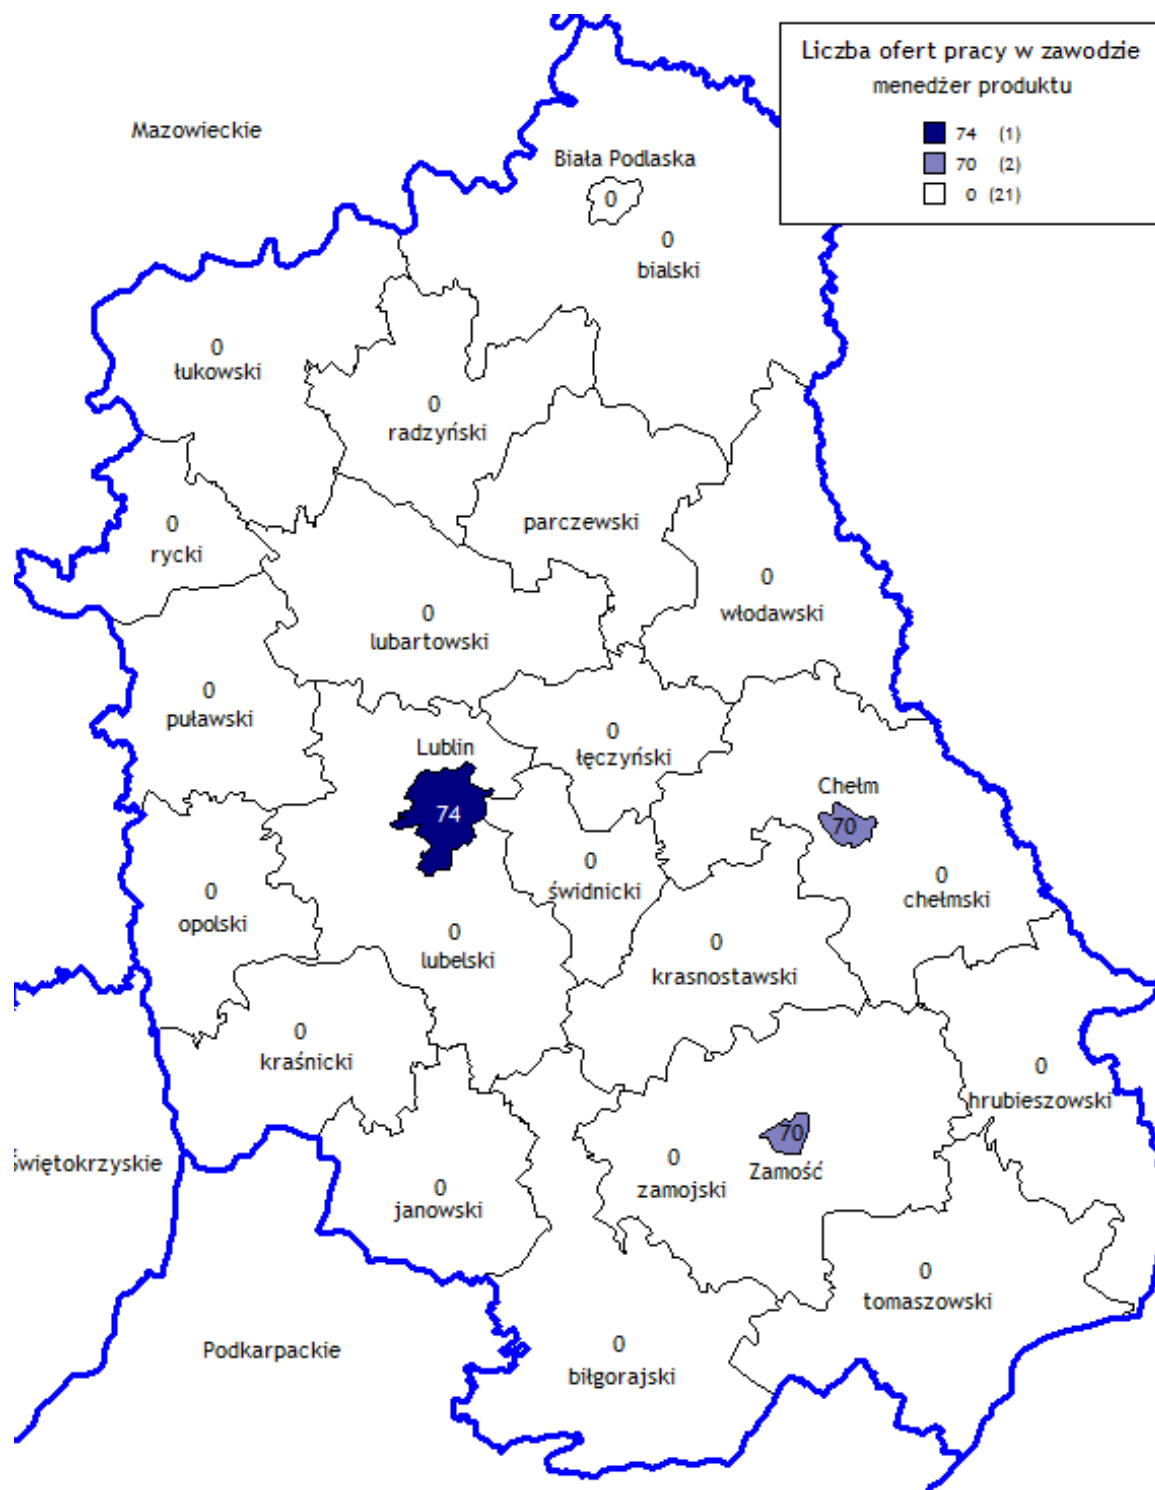 Liczba ofert pracy w zawodzie
menedżer produktu
74 (1)
70 (2)
0 (21)
Mazowieckie
Biała Podlaska
0
0
bialski
0
łukowski
0
radzyński
0
rycki
parczewski
0
włodawski
0
lubartowski
0
puławski
0
łęczyński
Lublin
74
Chełm
70
0
świdnicki
0
chełmski
0
opolski
0
lubelski
0
krasnostawski
0
kraśnicki
0
hrubieszowski
70
Zamość
0
zamojski
Świętokrzyskie
0
janowski
0
tomaszowski
Podkarpackie
0
biłgorajski